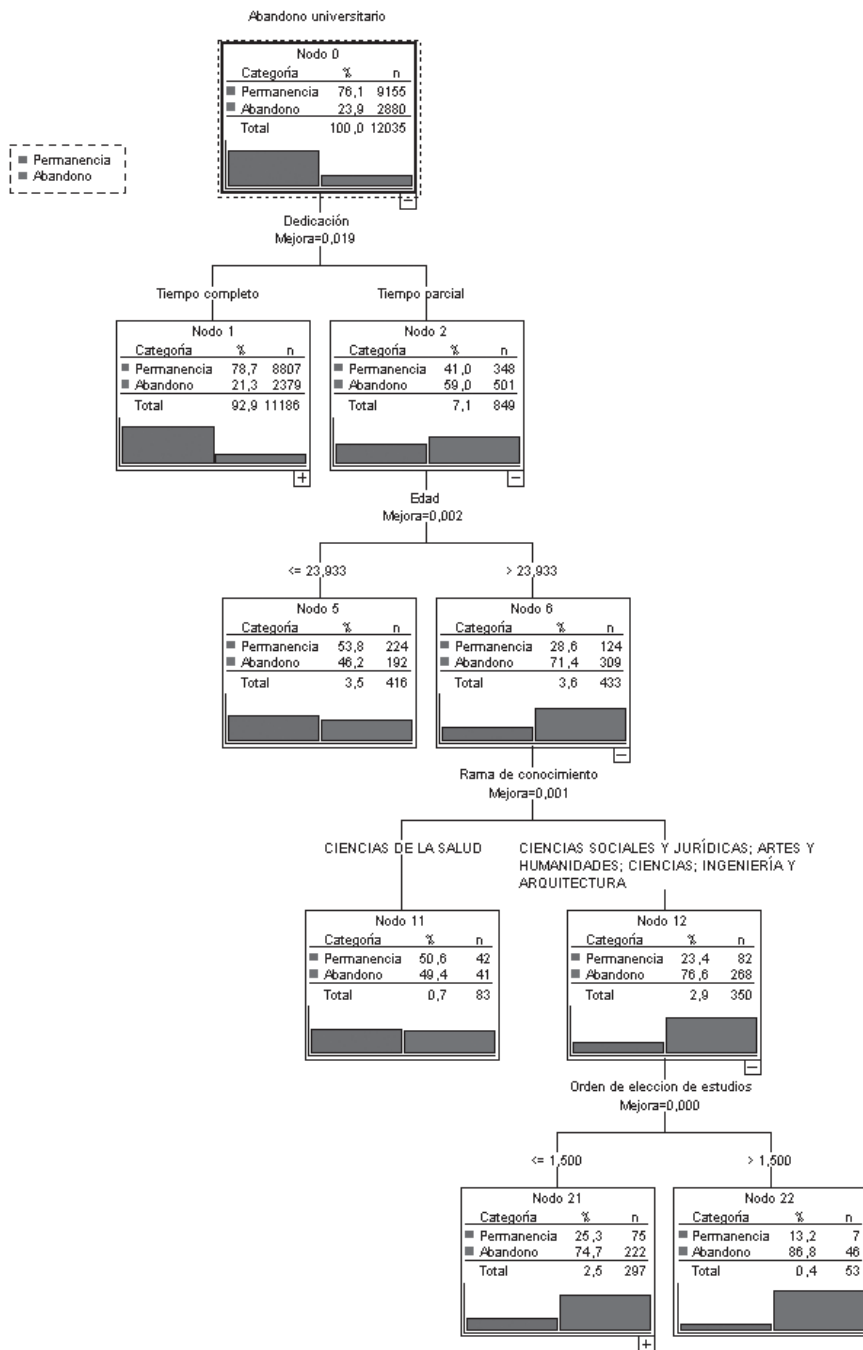 Abandono universitario
Nodo 0
Categoría % n
Permanencia 76,1 9155
Abandono 23,9 2880
Total 100,0 12035
Permanencia
Abandono
Dedicación
Mejora=0,019
Tiempo completo
Tiempo parcial
Nodo 1
Categoría % n
Permanencia 78,7 8807
Abandono 21,3 2379
Total 92,9 11186
Nodo 2
Categoría % n
Permanencia 41,0 348
Abandono 59,0 501
Total 7,1 849
Edad
Mejora=0,002
<= 23,933
> 23,933
Nodo 5
Categoría % n
Permanencia 53,8 224
Abandono 46,2 192
Total 3,5 416
Nodo 6
Categoría % n
Permanencia 28,6 124
Abandono 71,4 309
Total 3,6 433
Rama de conocimiento
Mejora=0,001
CIENCIAS DE LA SALUD
CIENCIAS SOCIALES Y JURÍDICAS; ARTES Y
HUMANIDADES; CIENCIAS; INGENIERÍA Y
ARQUITECTURA
Nodo 11
Categoría % n
Permanencia 50,6 42
Abandono 49,4 41
Total 0,7 83
Nodo 12
Categoría % n
Permanencia 23,4 82
Abandono 76,6 268
Total 2,9 350
Orden de eleccion de estudios
Mejora=0,000
<= 1,500
> 1,500
Nodo 21
Categoría % n
Permanencia 25,3 75
Abandono 74,7 222
Total 2,5 297
Nodo 22
Categoría % n
Permanencia 13,2 7
Abandono 86,8 46
Total 0,4 53